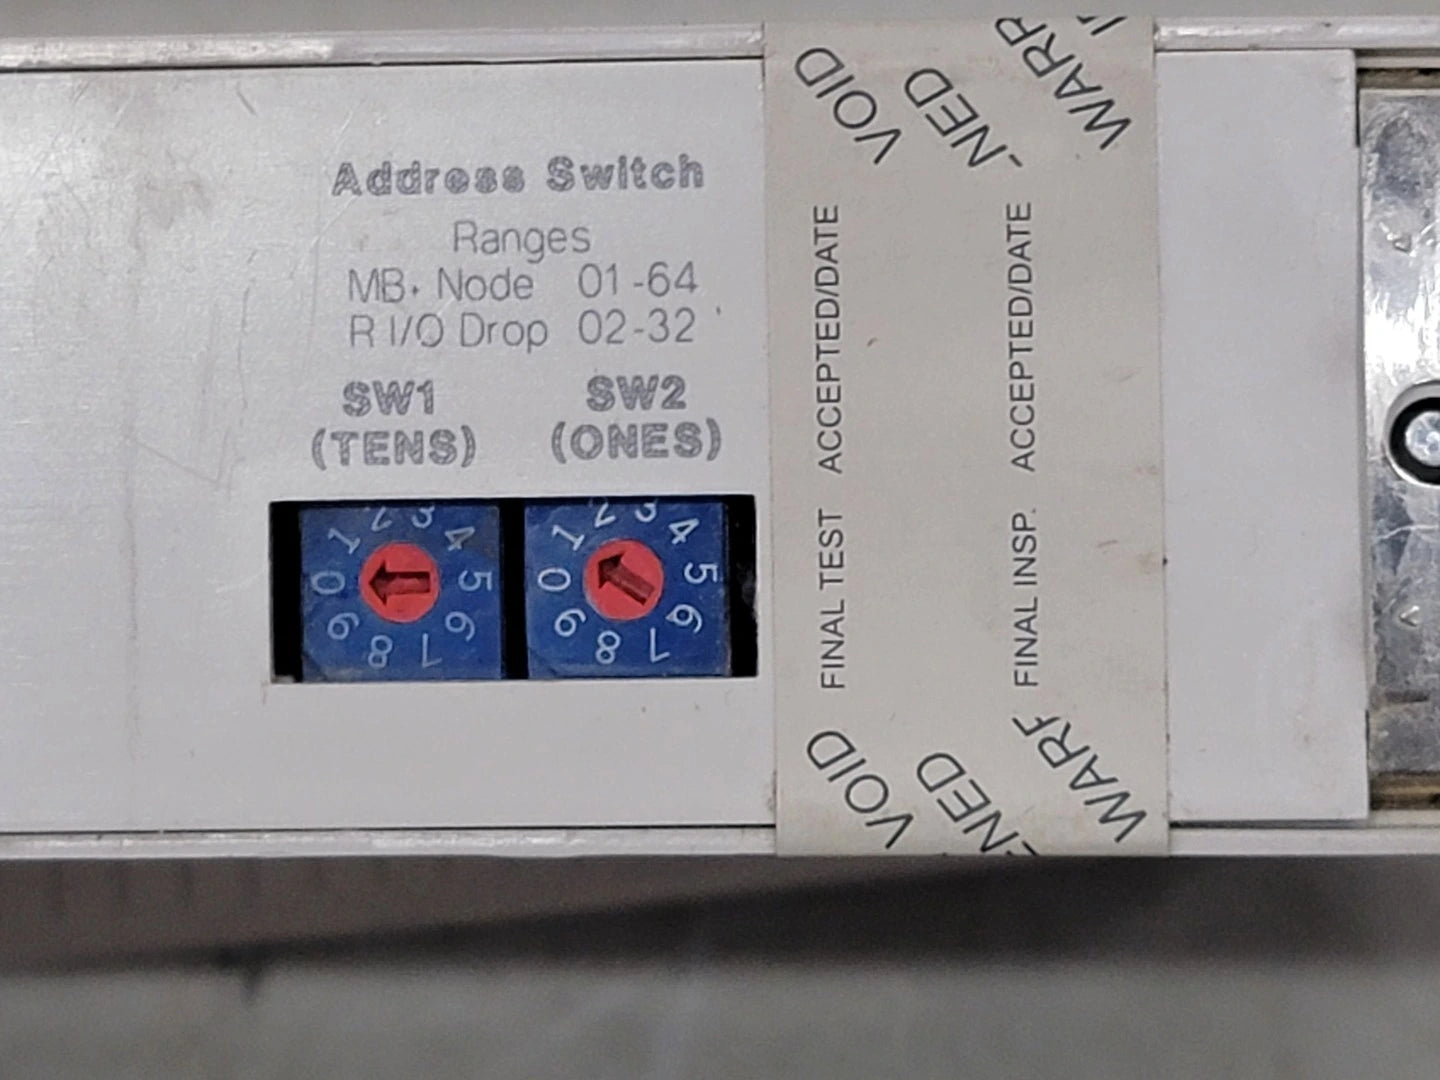 Address Switch
Ranges
MB+ Node 01-64
R I/O Drop 02-32
SW1 SW2
(TENS) (ONES)
0 1 2 3 4 5 6 7 8 9
0 1 2 3 4 5 6 7 8 9
VOID
FINAL TEST ACCEPTED/DATE
FINAL INSP. ACCEPTED/DATE
VOID